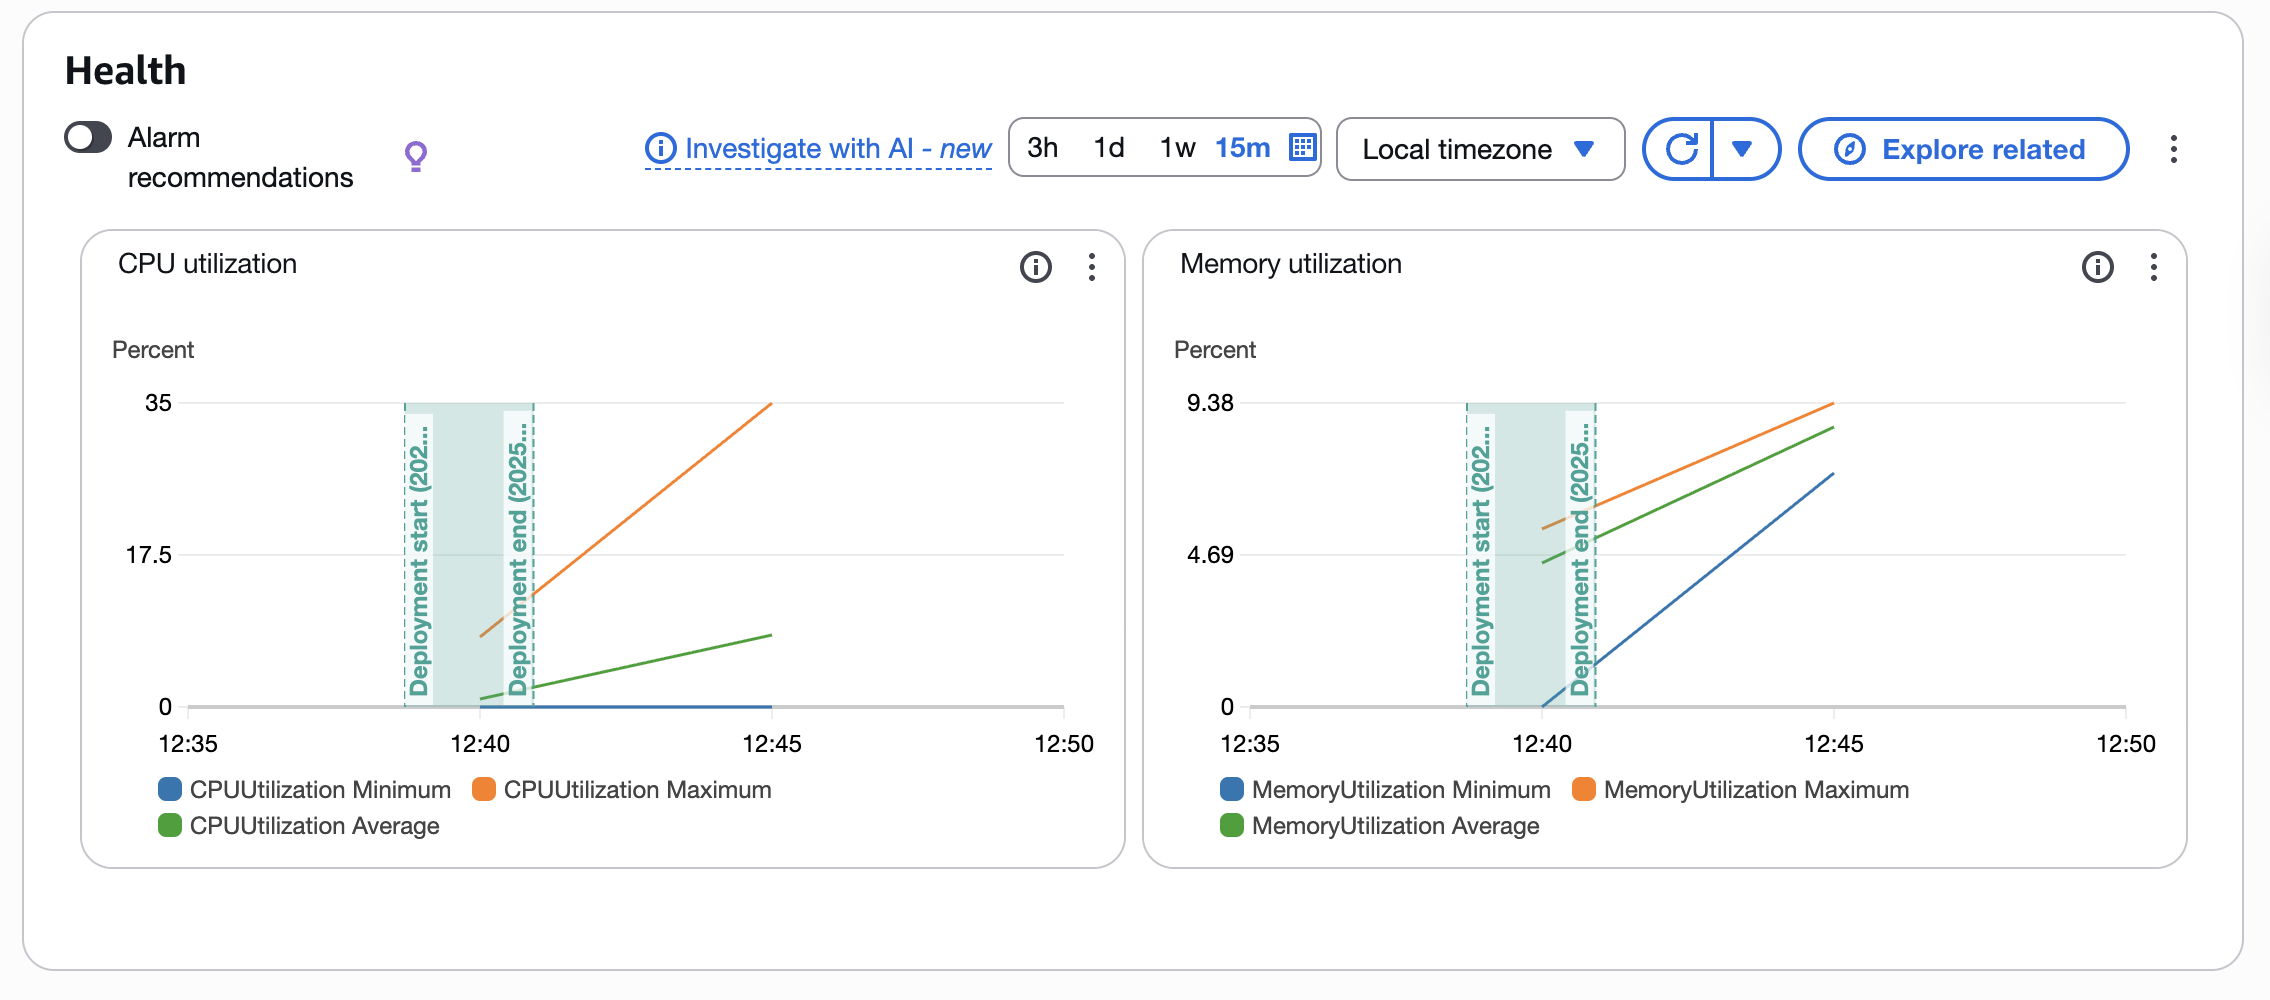 Health
Alarm
recommendations
Investigate with AI - new
3h 1d 1w 15m
Local timezone
Explore related
CPU utilization
Percent
35
17.5
0
Deployment start (202...
Deployment end (2025...
12:35 12:40 12:45 12:50
CPUUtilization Minimum CPUUtilization Maximum
CPUUtilization Average
Memory utilization
Percent
9.38
4.69
0
Deployment start (202...
Deployment end (2025...
12:35 12:40 12:45 12:50
MemoryUtilization Minimum MemoryUtilization Maximum
MemoryUtilization Average